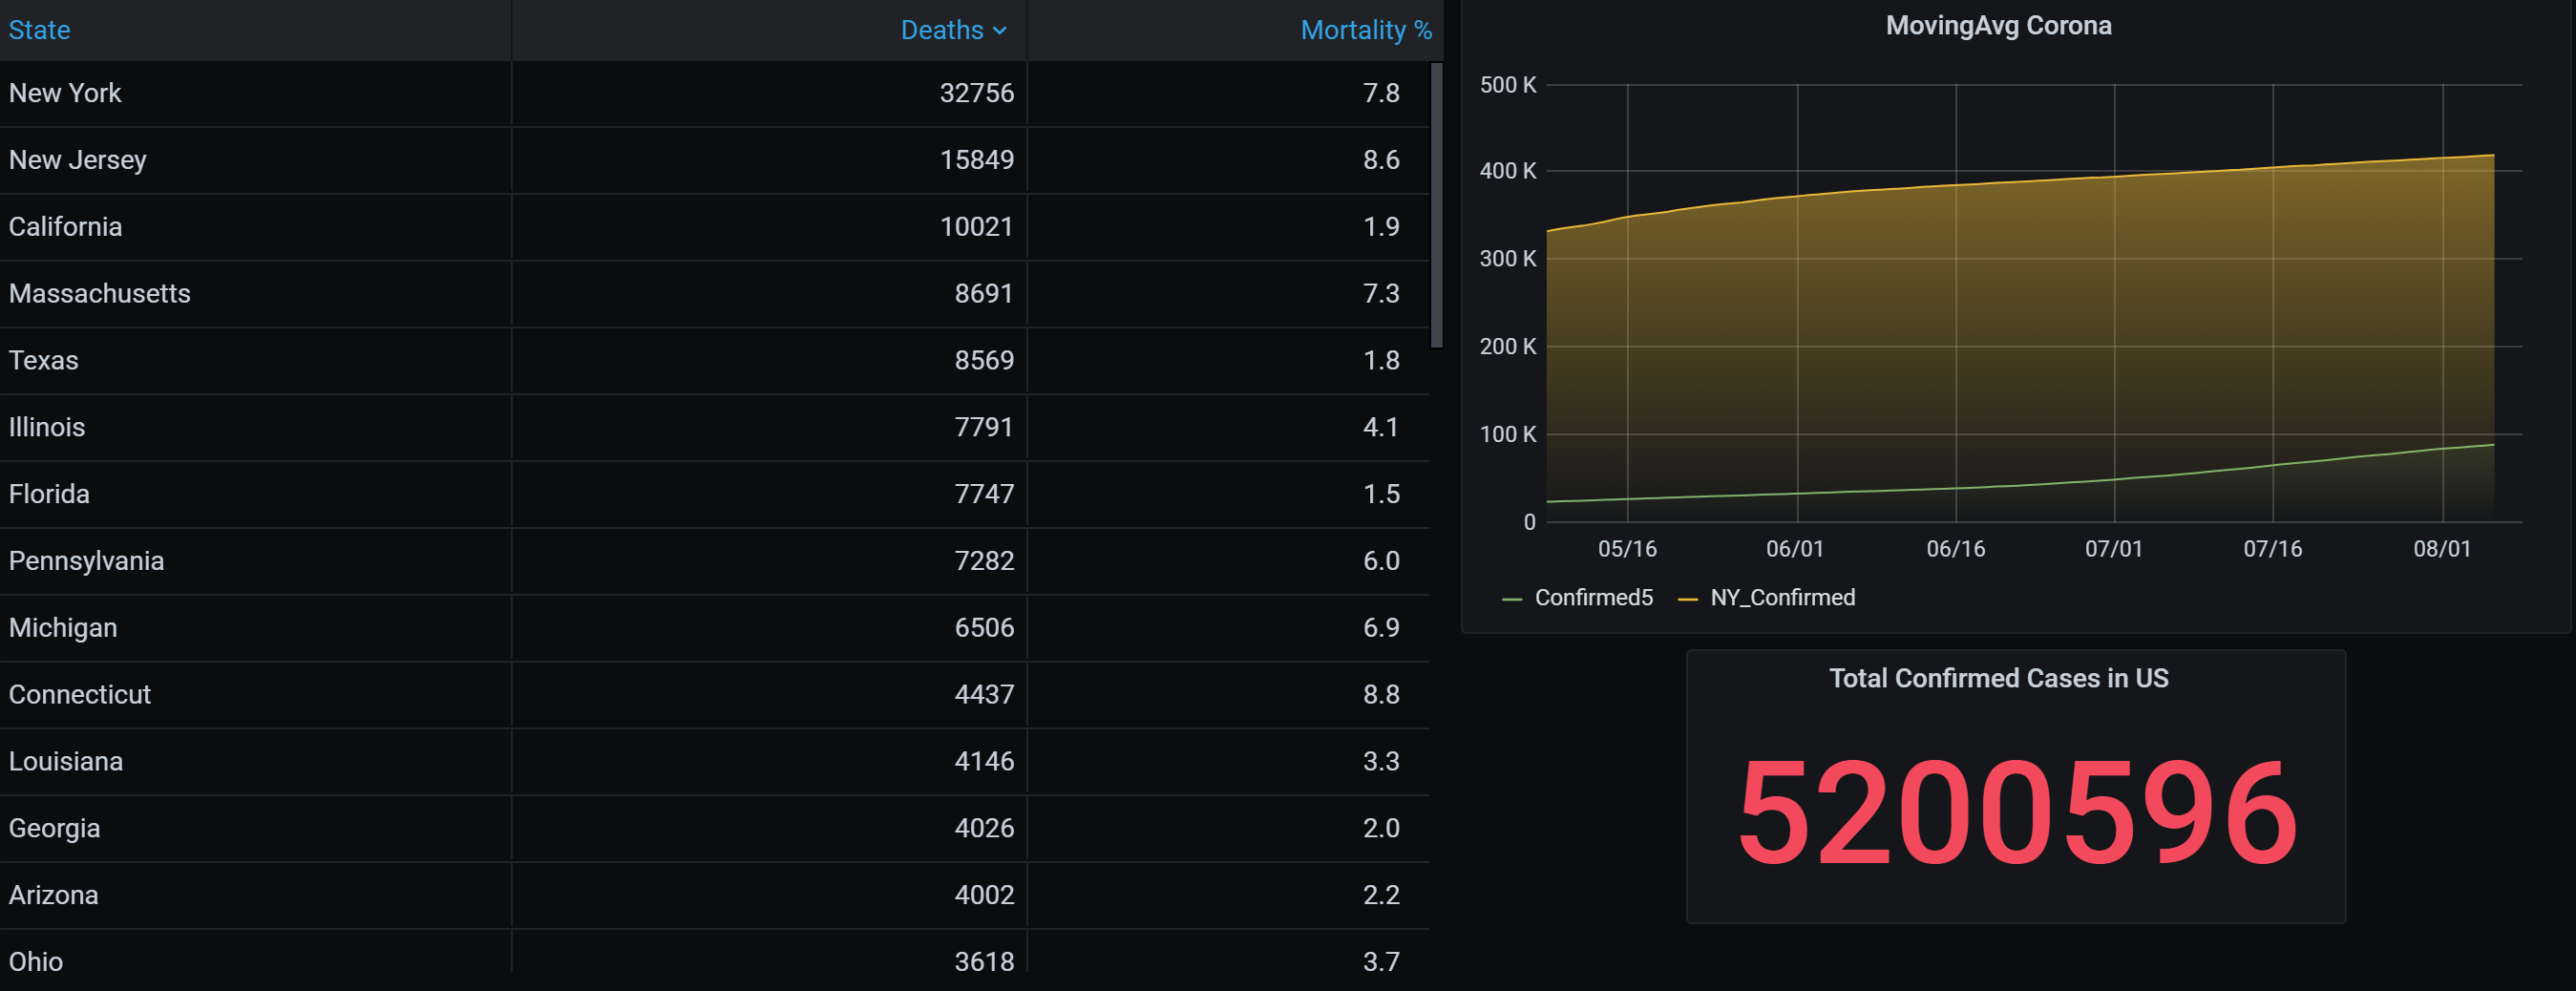 State Deaths Mortality %
New York 32756 7.8
New Jersey 15849 8.6
California 10021 1.9
Massachusetts 8691 7.3
Texas 8569 1.8
Illinois 7791 4.1
Florida 7747 1.5
Pennsylvania 7282 6.0
Michigan 6506 6.9
Connecticut 4437 8.8
Louisiana 4146 3.3
Georgia 4026 2.0
Arizona 4002 2.2
Ohio 3618 3.7
MovingAvg Corona
500 K
400 K
300 K
200 K
100 K
0
05/16 06/01 06/16 07/01 07/16 08/01
Confirmed5 NY_Confirmed
Total Confirmed Cases in US
5200596